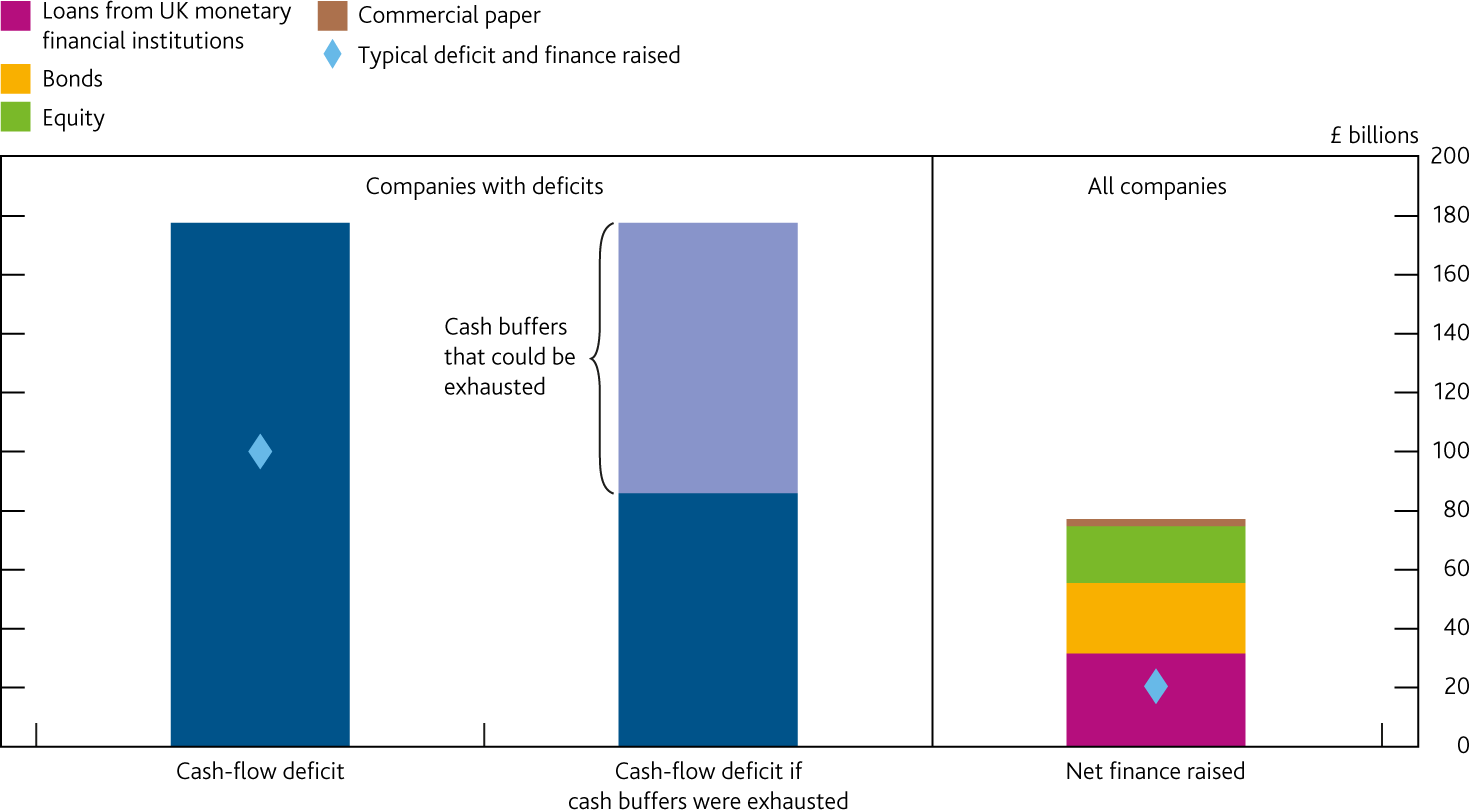 Loans from UK monetary
financial institutions
Bonds
Equity
Commercial paper
Typical deficit and finance raised
£ billions
Companies with deficits
All companies
Cash buffers
that could be
exhausted
200
180
160
140
120
100
80
60
40
20
0
Cash-flow deficit
Cash-flow deficit if
cash buffers were exhausted
Net finance raised